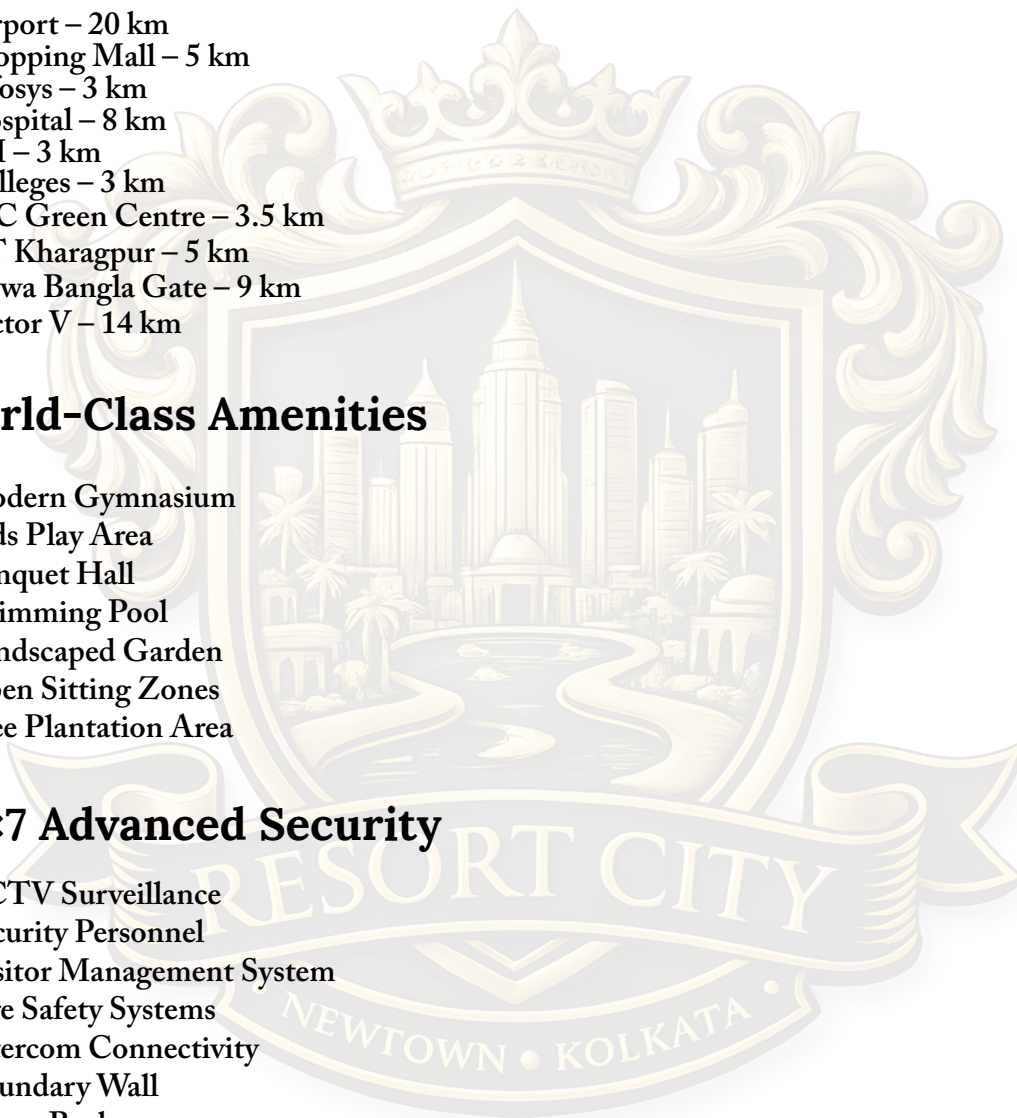 rport – 20 km
opping Mall – 5 km
osys – 3 km
spital – 8 km
I – 3 km
lleges – 3 km
C Green Centre – 3.5 km
T Kharagpur – 5 km
wa Bangla Gate – 9 km
ctor V – 14 km
rld-Class Amenities
odern Gymnasium
ds Play Area
nquet Hall
imming Pool
ndscaped Garden
en Sitting Zones
ee Plantation Area
×7 Advanced Security
CTV Surveillance
curity Personnel
sitor Management System
re Safety Systems
tercom Connectivity
undary Wall
RESORT CITY
NEWTOWN • KOLKATA